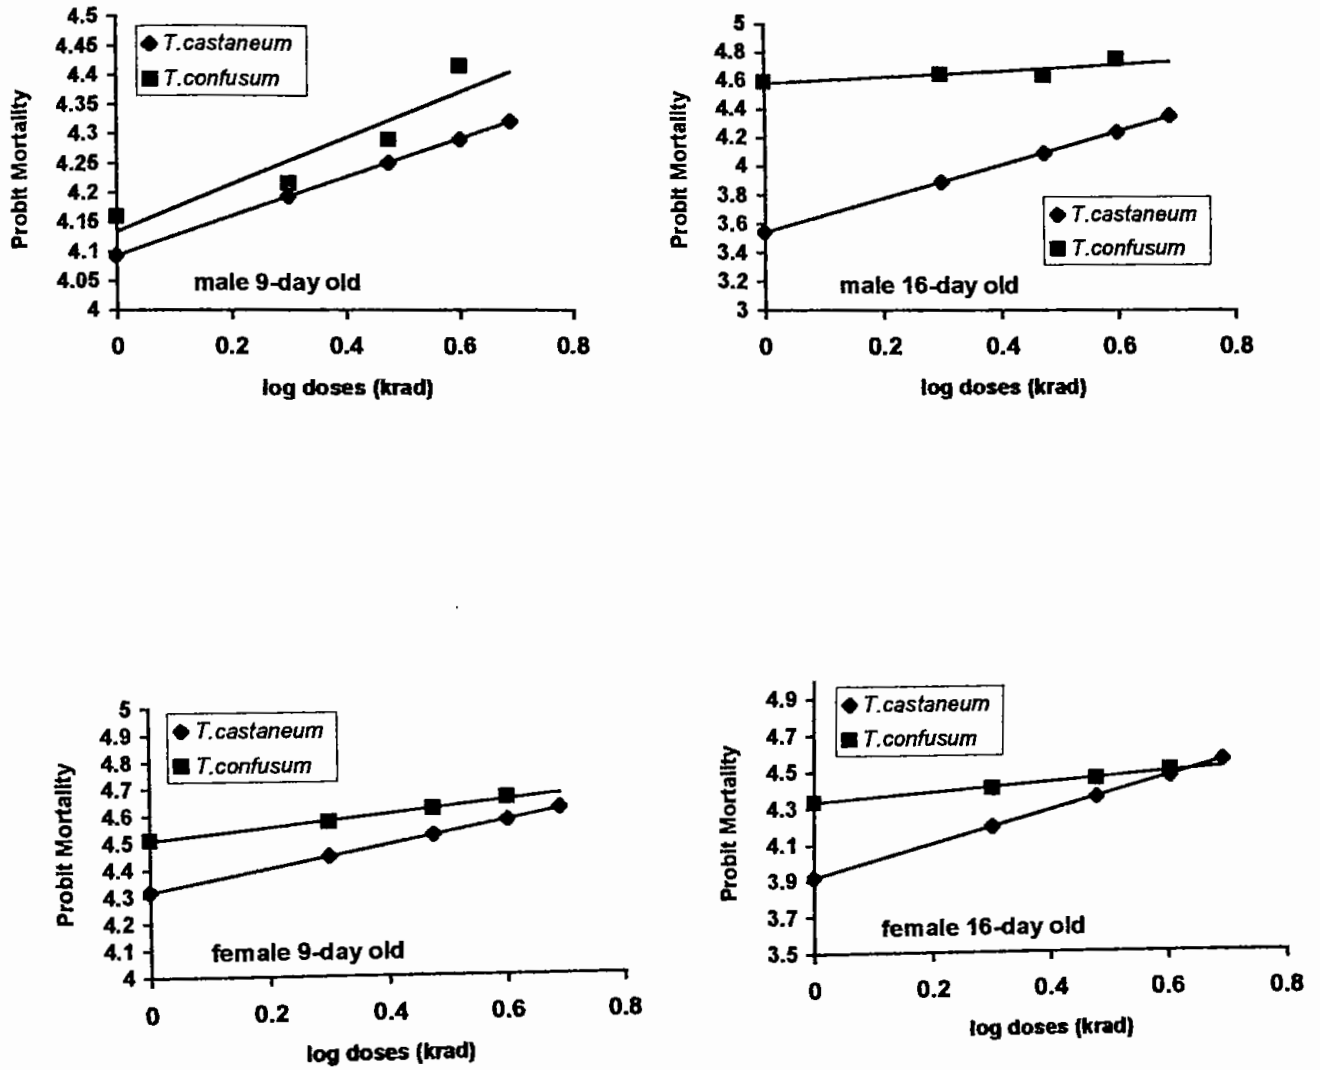 4.5
4.45
4.4
4.35
4.3
4.25
4.2
4.15
4.1
4.05
4
Probit Mortality
T.castaneum
T.confusum
male 9-day old
0 0.2 0.4 0.6 0.8
log doses (krad)
5
4.8
4.6
4.4
4.2
4
3.8
3.6
3.4
3.2
3
Probit Mortality
T.castaneum
T.confusum
male 16-day old
0 0.2 0.4 0.6 0.8
log doses (krad)
5
4.9
4.8
4.7
4.6
4.5
4.4
4.3
4.2
4.1
4
Probit Mortality
T.castaneum
T.confusum
female 9-day old
0 0.2 0.4 0.6 0.8
log doses (krad)
4.9
4.7
4.5
4.3
4.1
3.9
3.7
3.5
Probit Mortality
T.castaneum
T.confusum
female 16-day old
0 0.2 0.4 0.6 0.8
log doses (krad)